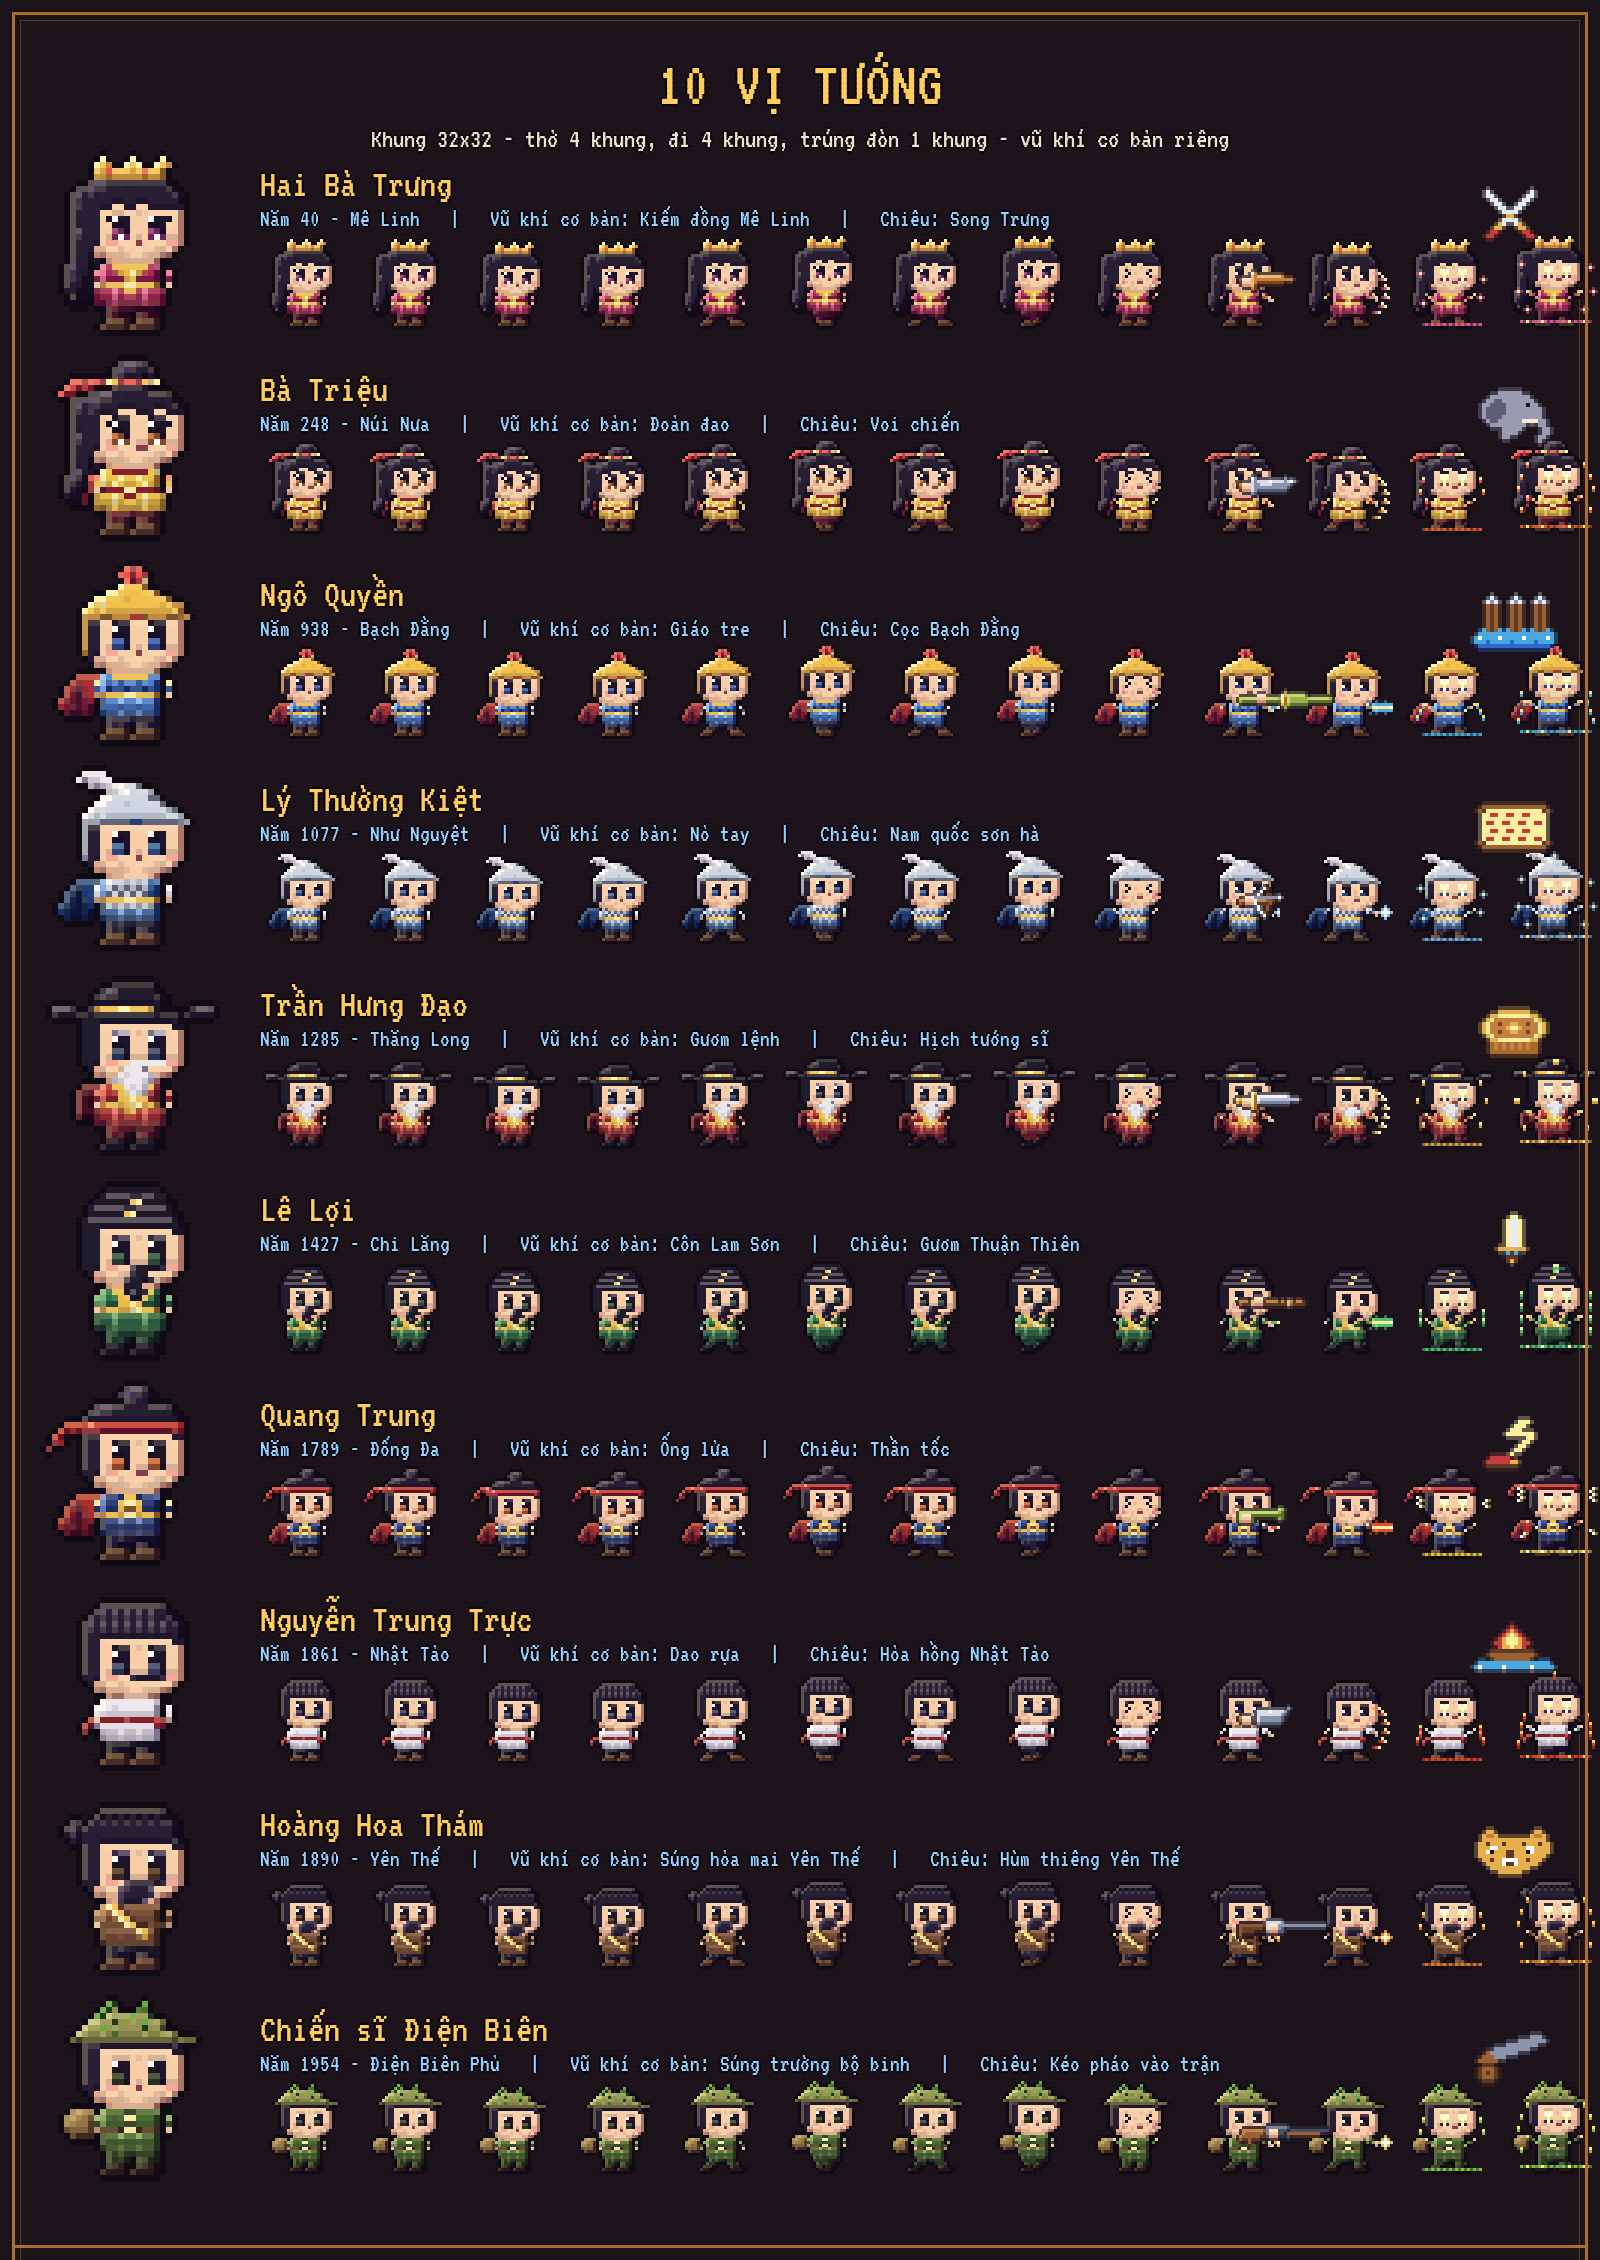 10 VỊ TƯỚNG
Khung 32x32 - thở 4 khung, đi 4 khung, trúng đòn 1 khung - vũ khí cơ bản riêng
Hai Bà Trưng
Năm 40 - Mê Linh | Vũ khí cơ bản: Kiếm đồng Mê Linh | Chiêu: Song Trưng
Bà Triệu
Năm 248 - Núi Nưa | Vũ khí cơ bản: Đoản đao | Chiêu: Voi chiến
Ngô Quyền
Năm 938 - Bạch Đằng | Vũ khí cơ bản: Giáo tre | Chiêu: Cọc Bạch Đằng
Lý Thường Kiệt
Năm 1077 - Như Nguyệt | Vũ khí cơ bản: Nỏ tay | Chiêu: Nam quốc sơn hà
Trần Hưng Đạo
Năm 1285 - Thăng Long | Vũ khí cơ bản: Gươm lệnh | Chiêu: Hịch tướng sĩ
Lê Lợi
Năm 1427 - Chi Lăng | Vũ khí cơ bản: Côn Lam Sơn | Chiêu: Gươm Thuận Thiên
Quang Trung
Năm 1789 - Đống Đa | Vũ khí cơ bản: Ống lửa | Chiêu: Thần tốc
Nguyễn Trung Trực
Năm 1861 - Nhật Tảo | Vũ khí cơ bản: Dao rựa | Chiêu: Hỏa hồng Nhật Tảo
Hoàng Hoa Thám
Năm 1890 - Yên Thế | Vũ khí cơ bản: Súng hỏa mai Yên Thế | Chiêu: Hùm thiêng Yên Thế
Chiến sĩ Điện Biên
Năm 1954 - Điện Biên Phủ | Vũ khí cơ bản: Súng trường bộ binh | Chiêu: Kéo pháo vào trận